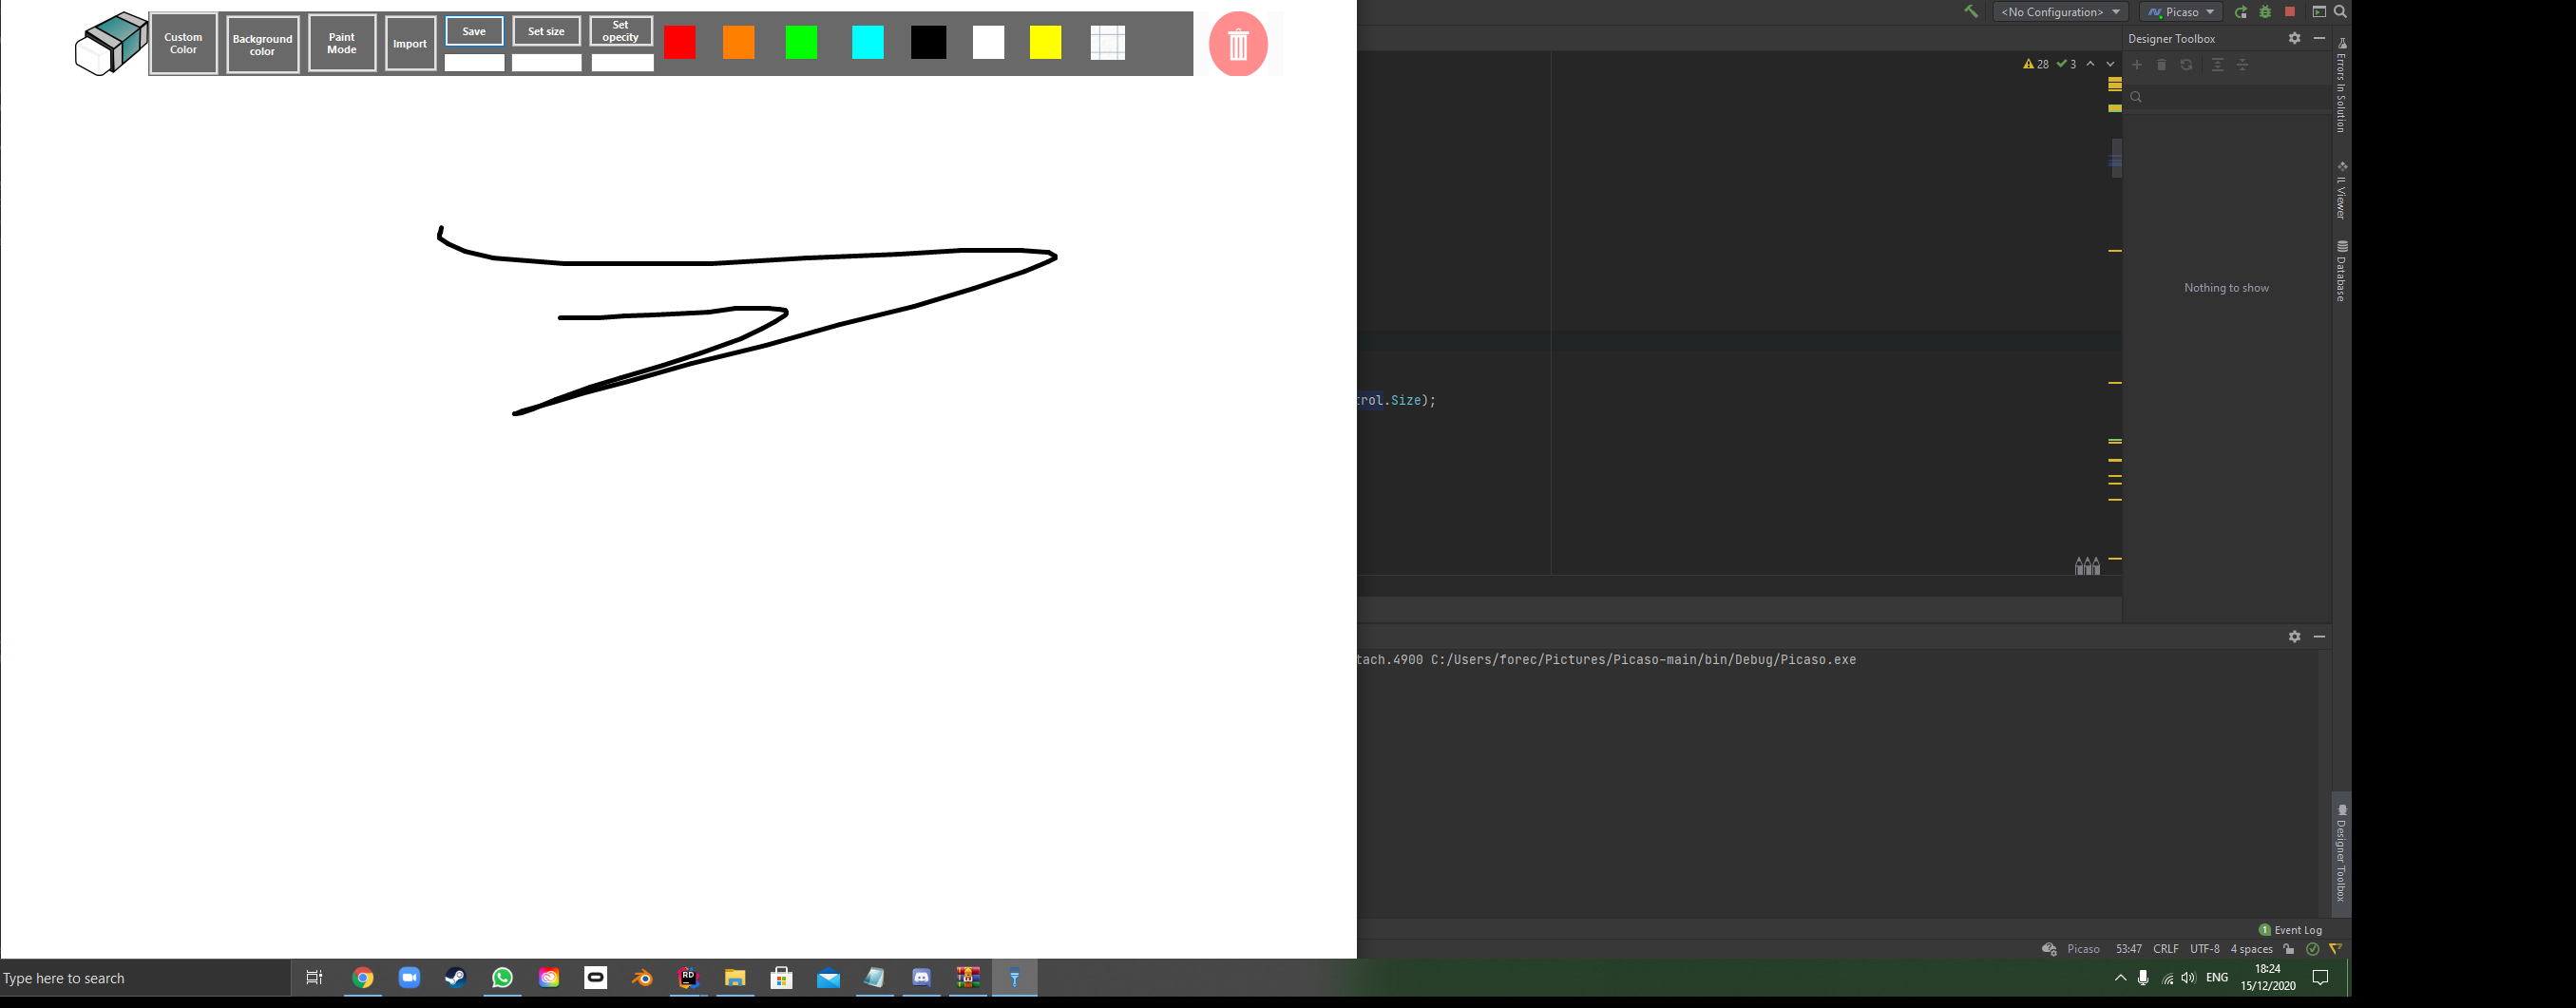 Custom
Color
Background
color
Paint
Mode
Import
Save
Set size
Set
opecity
<No Configuration>
Picaso
Designer Toolbox
28
3
Errors In Solution
IL Viewer
Database
Nothing to show
trol.Size);
tach.4900 C:/Users/forec/Pictures/Picaso-main/bin/Debug/Picaso.exe
Designer Toolbox
1 Event Log
Picaso 53:47 CRLF UTF-8 4 spaces
Type here to search
RD
ENG
18:24
15/12/2020